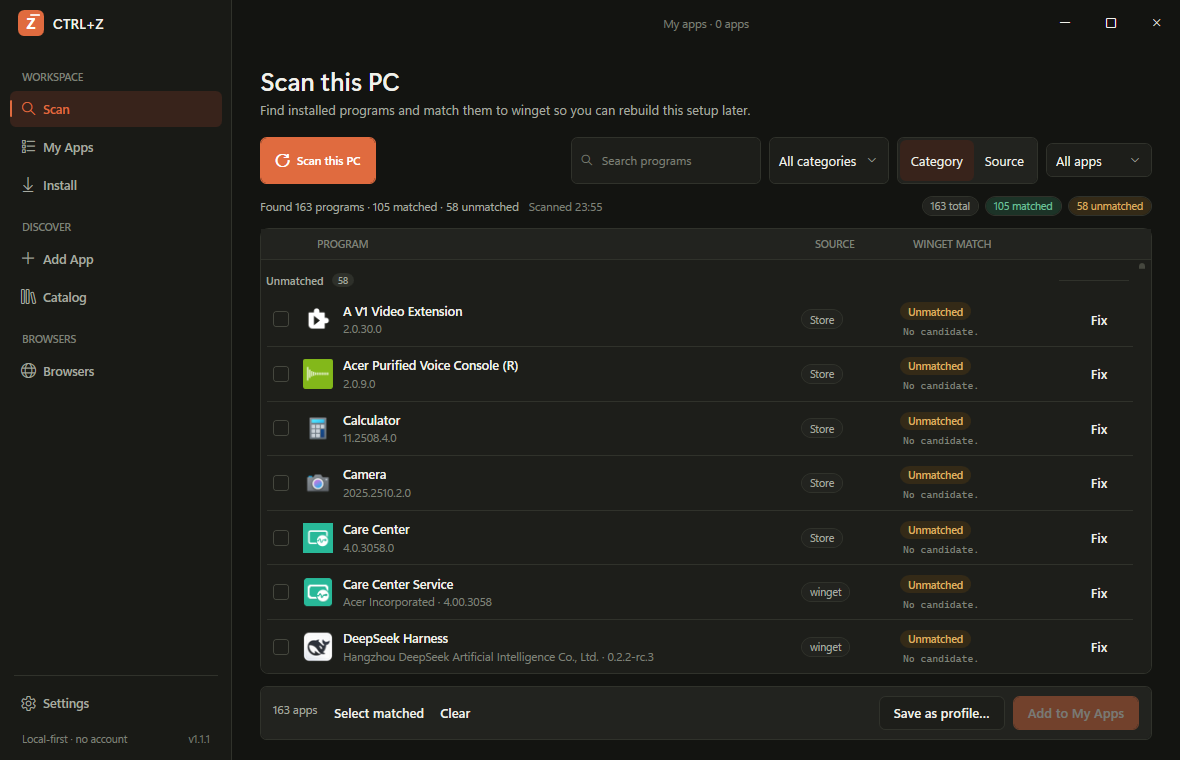 Z CTRL+Z
My apps · 0 apps
WORKSPACE
Scan
My Apps
Install
DISCOVER
Add App
Catalog
BROWSERS
Browsers
Settings
Local-first · no account v1.1.1
Scan this PC
Find installed programs and match them to winget so you can rebuild this setup later.
Scan this PC Search programs All categories Category Source All apps
Found 163 programs · 105 matched · 58 unmatched Scanned 23:55 163 total 105 matched 58 unmatched
PROGRAM SOURCE WINGET MATCH
Unmatched 58
A V1 Video Extension
2.0.30.0
Store
Unmatched
No candidate.
Fix
Acer Purified Voice Console (R)
2.0.9.0
Store
Unmatched
No candidate.
Fix
Calculator
11.2508.4.0
Store
Unmatched
No candidate.
Fix
Camera
2025.2510.2.0
Store
Unmatched
No candidate.
Fix
Care Center
4.0.3058.0
Store
Unmatched
No candidate.
Fix
Care Center Service
Acer Incorporated · 4.00.3058
winget
Unmatched
No candidate.
Fix
DeepSeek Harness
Hangzhou DeepSeek Artificial Intelligence Co., Ltd. · 0.2.2-rc.3
winget
Unmatched
No candidate.
Fix
163 apps Select matched Clear Save as profile... Add to My Apps